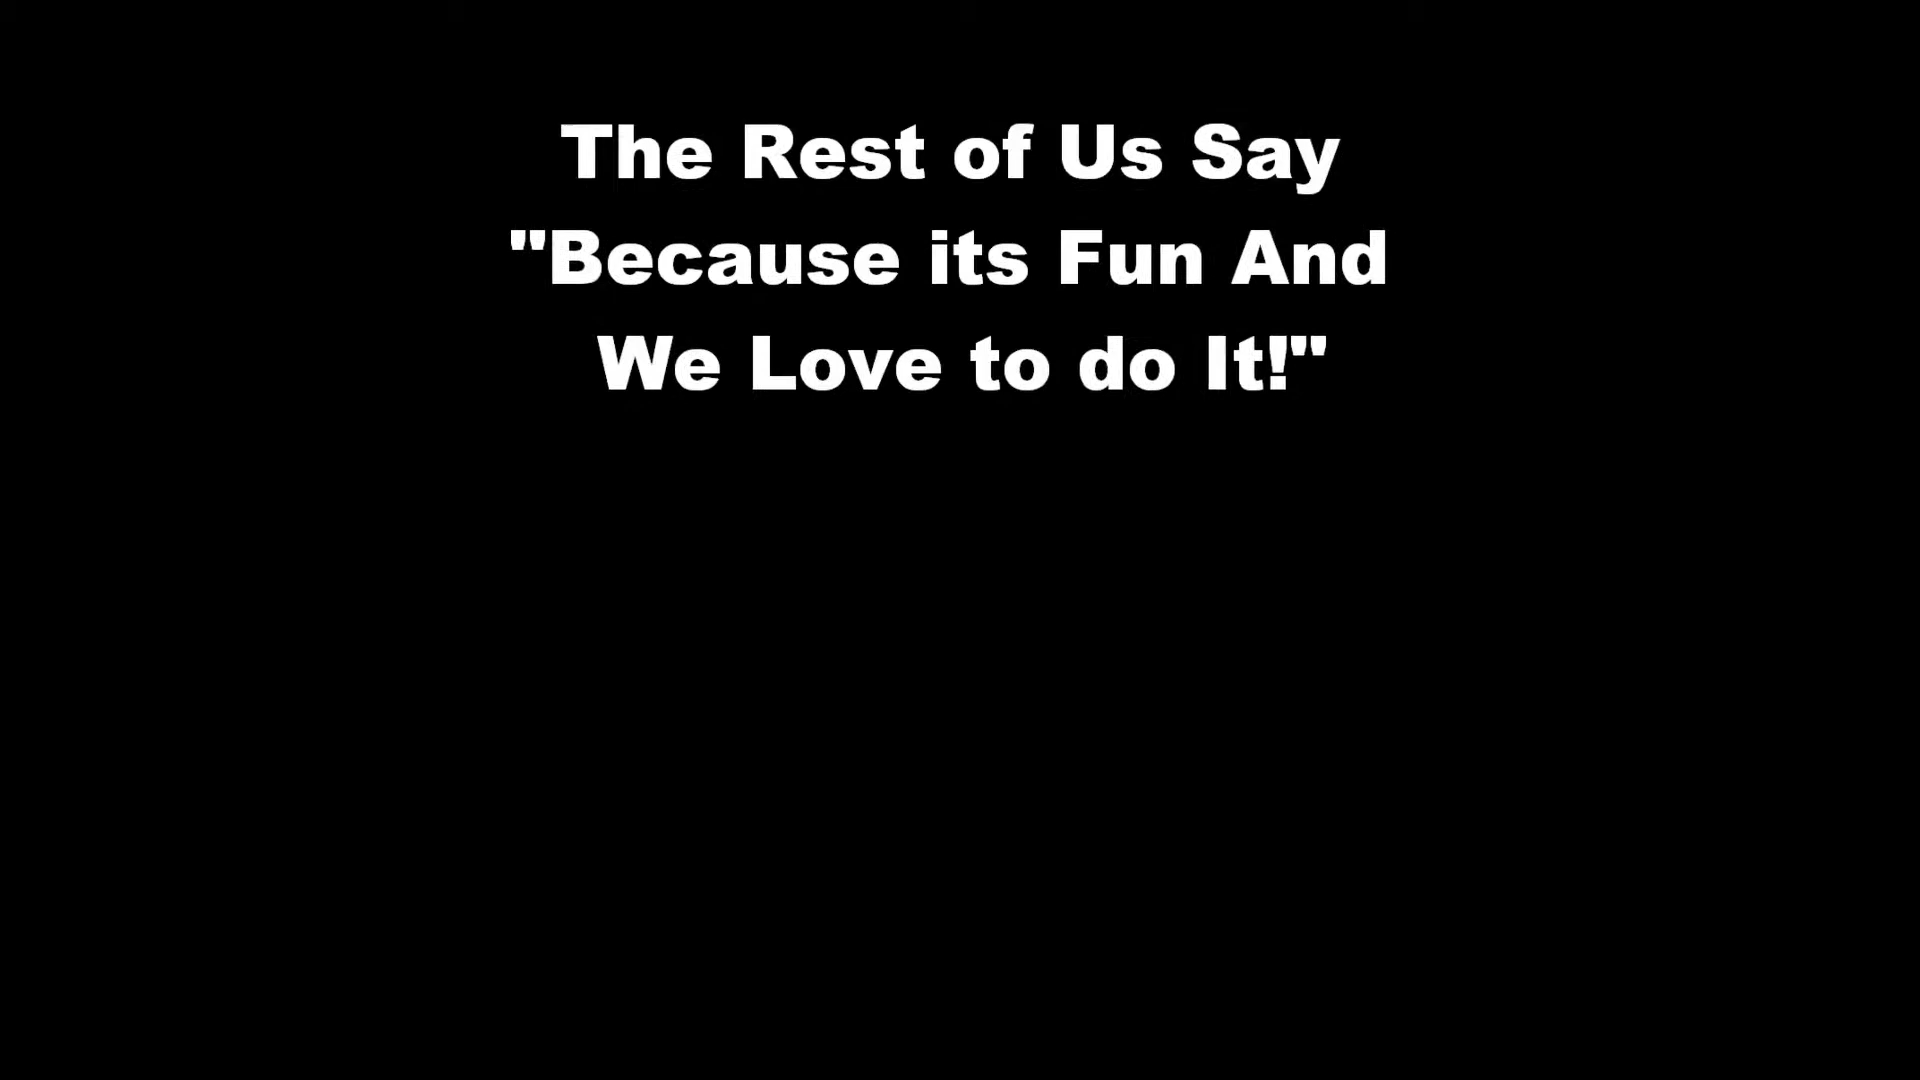 The Rest of Us Say
"Because its Fun And
We Love to do It!"